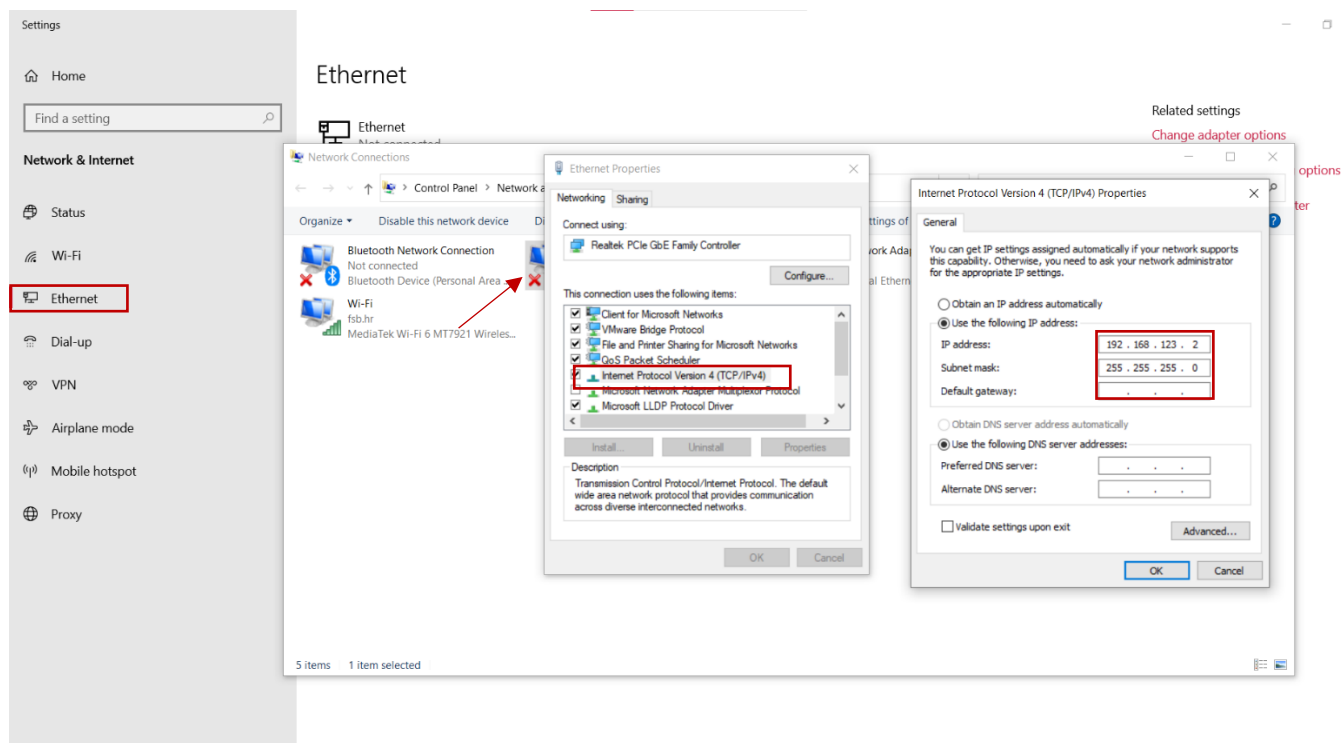 Settings
Home
Find a setting
Network & Internet
Status
Wi-Fi
Ethernet
Dial-up
VPN
Airplane mode
Mobile hotspot
Proxy
Ethernet
Ethernet
Not connected
Related settings
Change adapter options
options
Network Connections
Control Panel > Network a
Organize
Disable this network device
ttings of
Bluetooth Network Connection
Not connected
Bluetooth Device (Personal Area ...
Wi-Fi
fsb.hr
MediaTek Wi-Fi 6 MT7921 Wireles...
5 items
1 item selected
Ethernet Properties
Networking
Sharing
Connect using:
Realtek PCIe GbE Family Controller
Configure...
This connection uses the following items:
Client for Microsoft Networks
VMware Bridge Protocol
File and Printer Sharing for Microsoft Networks
QoS Packet Scheduler
Internet Protocol Version 4 (TCP/IPv4)
Microsoft Network Adapter Multiplexor Protocol
Microsoft LLDP Protocol Driver
Install...
Uninstall
Properties
Description
Transmission Control Protocol/Internet Protocol. The default
wide area network protocol that provides communication
across diverse interconnected networks.
OK
Cancel
Internet Protocol Version 4 (TCP/IPv4) Properties
General
You can get IP settings assigned automatically if your network supports
this capability. Otherwise, you need to ask your network administrator
for the appropriate IP settings.
Obtain an IP address automatically
Use the following IP address:
IP address:
192 . 168 . 123 . 2
Subnet mask:
255 . 255 . 255 . 0
Default gateway:
. . .
Obtain DNS server address automatically
Use the following DNS server addresses:
Preferred DNS server:
. . .
Alternate DNS server:
. . .
Validate settings upon exit
Advanced...
OK
Cancel